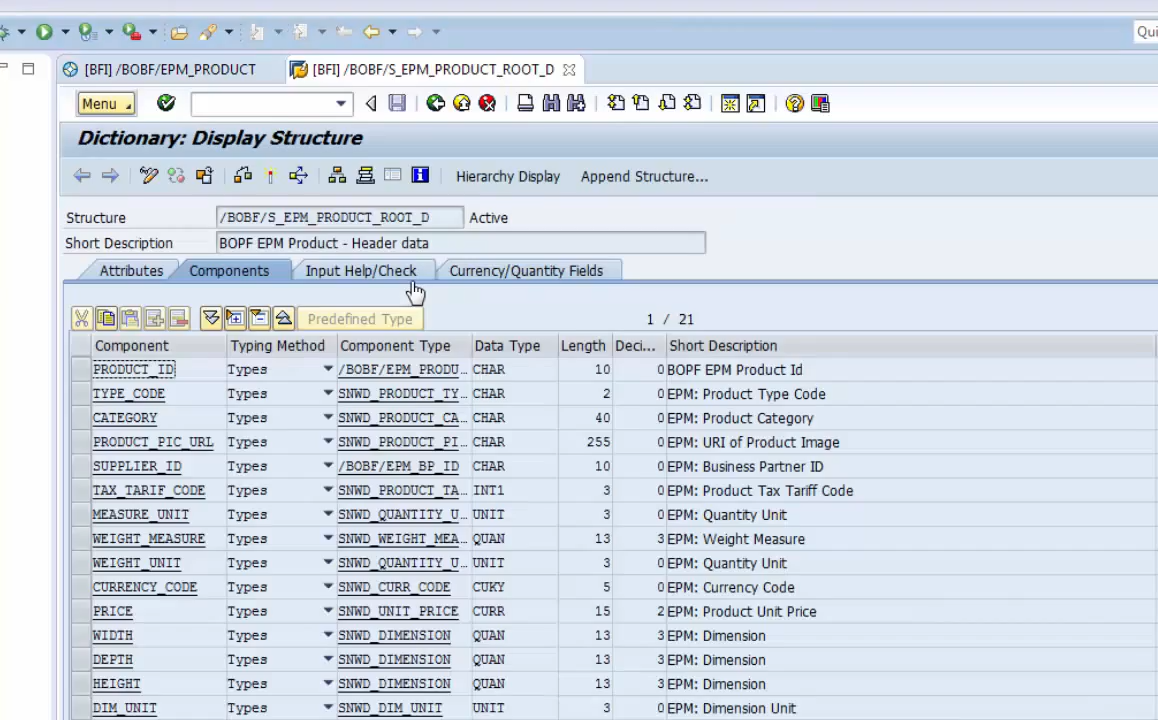 Qui
[BFI] /BOBF/EPM_PRODUCT [BFI] /BOBF/S_EPM_PRODUCT_ROOT_D
Menu
Dictionary: Display Structure
Hierarchy Display Append Structure...
Structure /BOBF/S_EPM_PRODUCT_ROOT_D Active
Short Description BOPF EPM Product - Header data
Attributes Components Input Help/Check Currency/Quantity Fields
Predefined Type 1 / 21
Component Typing Method Component Type Data Type Length Deci... Short Description
PRODUCT_ID Types /BOBF/EPM_PRODU... CHAR 10 0 BOPF EPM Product Id
TYPE_CODE Types SNWD_PRODUCT_TY... CHAR 2 0 EPM: Product Type Code
CATEGORY Types SNWD_PRODUCT_CA... CHAR 40 0 EPM: Product Category
PRODUCT_PIC_URL Types SNWD_PRODUCT_PI... CHAR 255 0 EPM: URI of Product Image
SUPPLIER_ID Types /BOBF/EPM_BP_ID CHAR 10 0 EPM: Business Partner ID
TAX_TARIF_CODE Types SNWD_PRODUCT_TA... INT1 3 0 EPM: Product Tax Tariff Code
MEASURE_UNIT Types SNWD_QUANTITY_U... UNIT 3 0 EPM: Quantity Unit
WEIGHT_MEASURE Types SNWD_WEIGHT_MEA... QUAN 13 3 EPM: Weight Measure
WEIGHT_UNIT Types SNWD_QUANTITY_U... UNIT 3 0 EPM: Quantity Unit
CURRENCY_CODE Types SNWD_CURR_CODE CUKY 5 0 EPM: Currency Code
PRICE Types SNWD_UNIT_PRICE CURR 15 2 EPM: Product Unit Price
WIDTH Types SNWD_DIMENSION QUAN 13 3 EPM: Dimension
DEPTH Types SNWD_DIMENSION QUAN 13 3 EPM: Dimension
HEIGHT Types SNWD_DIMENSION QUAN 13 3 EPM: Dimension
DIM_UNIT Types SNWD_DIM_UNIT UNIT 3 0 EPM: Dimension Unit